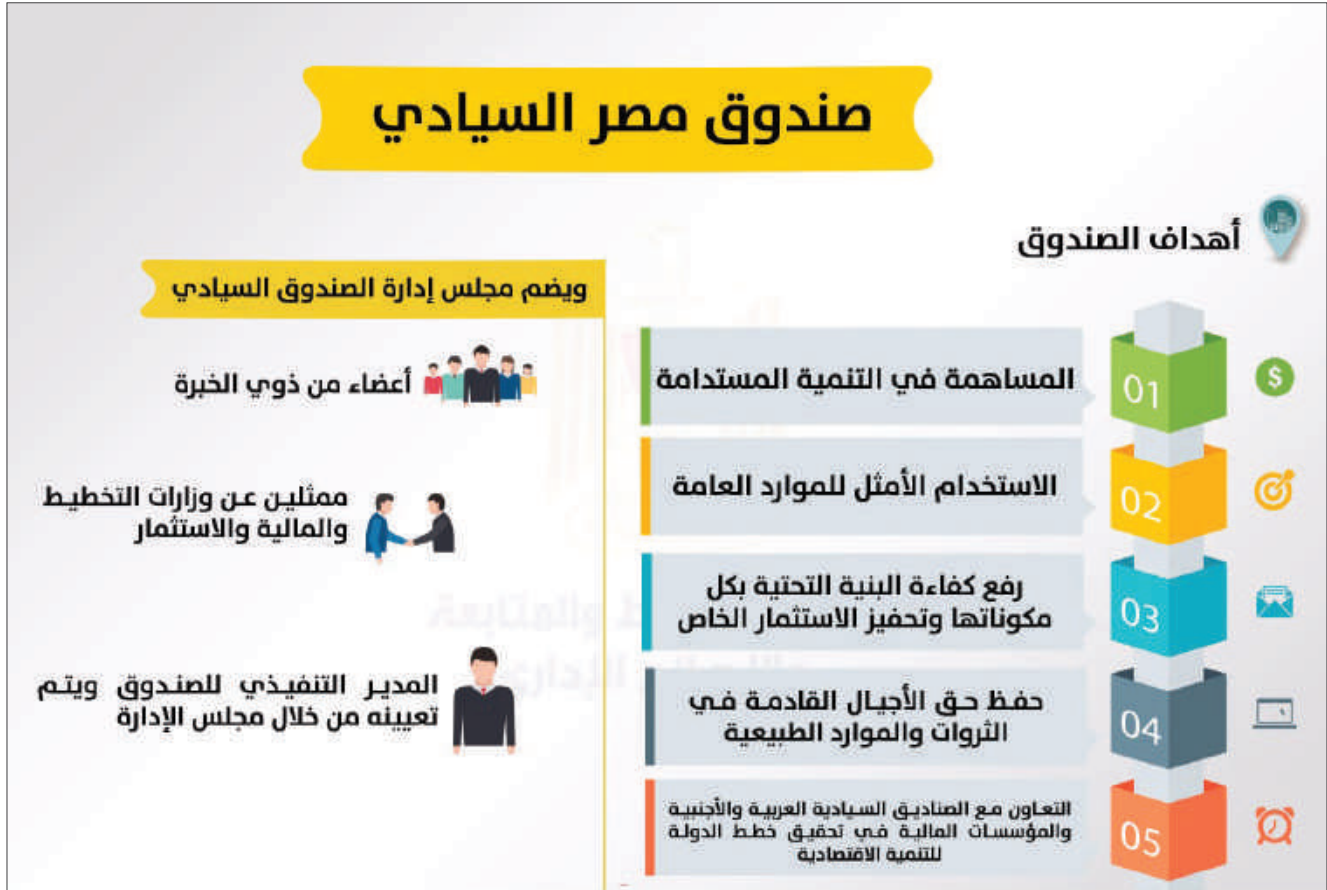 صندوق مصر السيادي
أهداف الصندوق
01
المساهمة في التنمية المستدامة
02
الاستخدام الأمثل للموارد العامة
03
رفع كفاءة البنية التحتية بكل
مكوناتها وتحفيز الاستثمار الخاص
04
حفظ حق الأجيال القادمة في
الثروات والموارد الطبيعية
05
التعاون مع الصناديق السيادية العربية والأجنبية
والمؤسسات المالية في تحقيق خطط الدولة
للتنمية الاقتصادية
ويضم مجلس إدارة الصندوق السيادي
أعضاء من ذوي الخبرة
ممثلين عن وزارات التخطيط
والمالية والاستثمار
المدير التنفيذي للصندوق ويتم
تعيينه من خلال مجلس الإدارة
$
والمتابعة